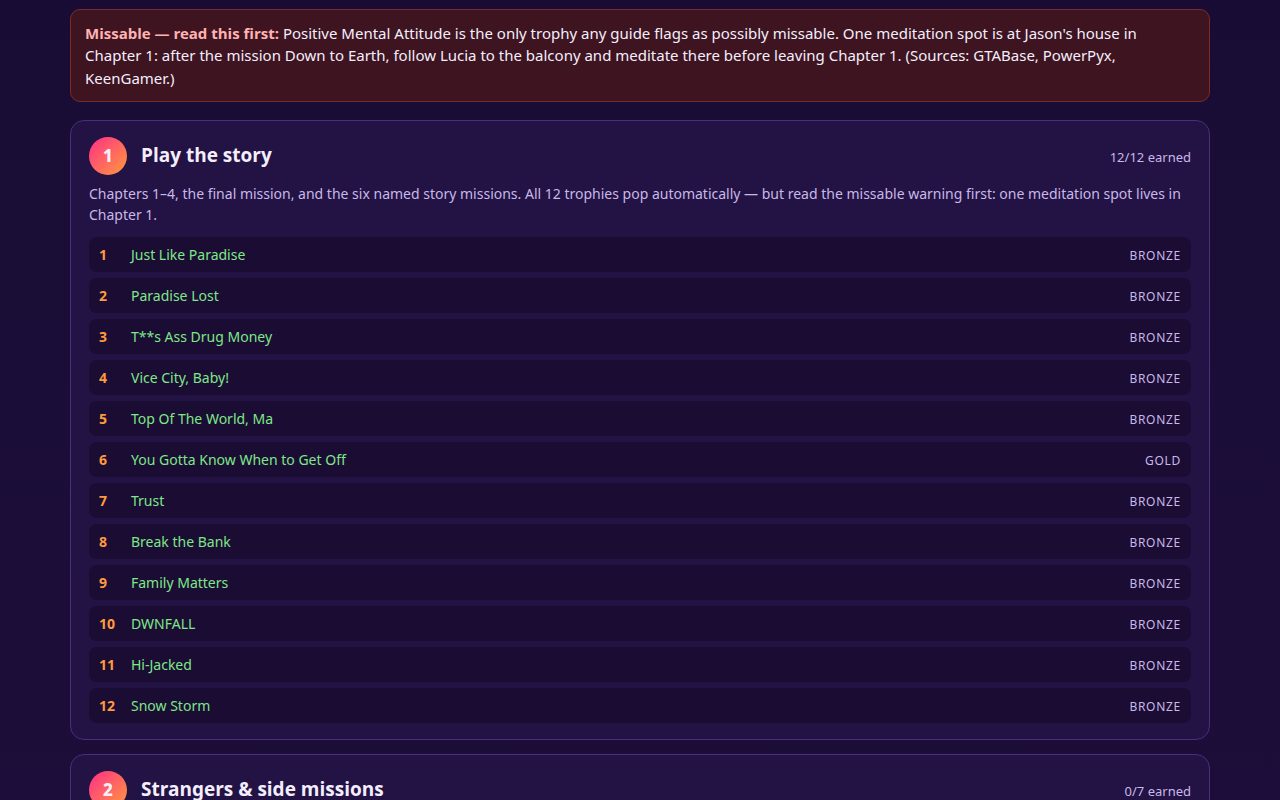 Missable — read this first: Positive Mental Attitude is the only trophy any guide flags as possibly missable. One meditation spot is at Jason's house in
Chapter 1: after the mission Down to Earth, follow Lucia to the balcony and meditate there before leaving Chapter 1. (Sources: GTABase, PowerPyx,
KeenGamer.)
1 Play the story 12/12 earned
Chapters 1–4, the final mission, and the six named story missions. All 12 trophies pop automatically — but read the missable warning first: one meditation spot lives in
Chapter 1.
1 Just Like Paradise BRONZE
2 Paradise Lost BRONZE
3 T**s Ass Drug Money BRONZE
4 Vice City, Baby! BRONZE
5 Top Of The World, Ma BRONZE
6 You Gotta Know When to Get Off GOLD
7 Trust BRONZE
8 Break the Bank BRONZE
9 Family Matters BRONZE
10 DWNFALL BRONZE
11 Hi-Jacked BRONZE
12 Snow Storm BRONZE
2 Strangers & side missions 0/7 earned